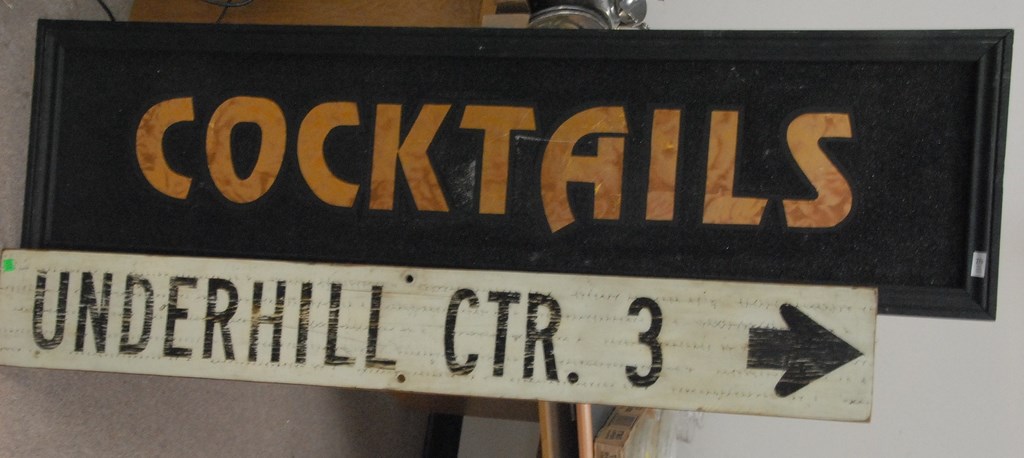 COCKTAILS
UNDERHILL CTR. 3